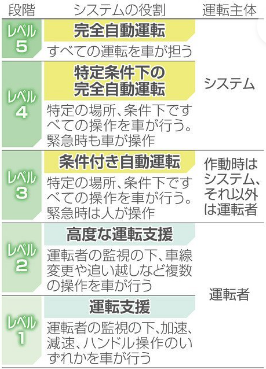 段階 システムの役割 運転主体
レベル
5
完全自動運転
すべての運転を車が担う
レベル
4
特定条件下の
完全自動運転
特定の場所、条件下です
べての操作を車が行う。
緊急時も車が操作
システム
レベル
3
条件付き自動運転
特定の場所、条件下です
べての操作を車が行う。
緊急時は人が操作
作動時は
システム、
それ以外
は運転者
レベル
2
高度な運転支援
運転者の監視の下、車線
変更や追い越しなど複数
の操作を車が行う
運転者
レベル
1
運転支援
運転者の監視の下、加速、
減速、ハンドル操作のい
ずれかを車が行う